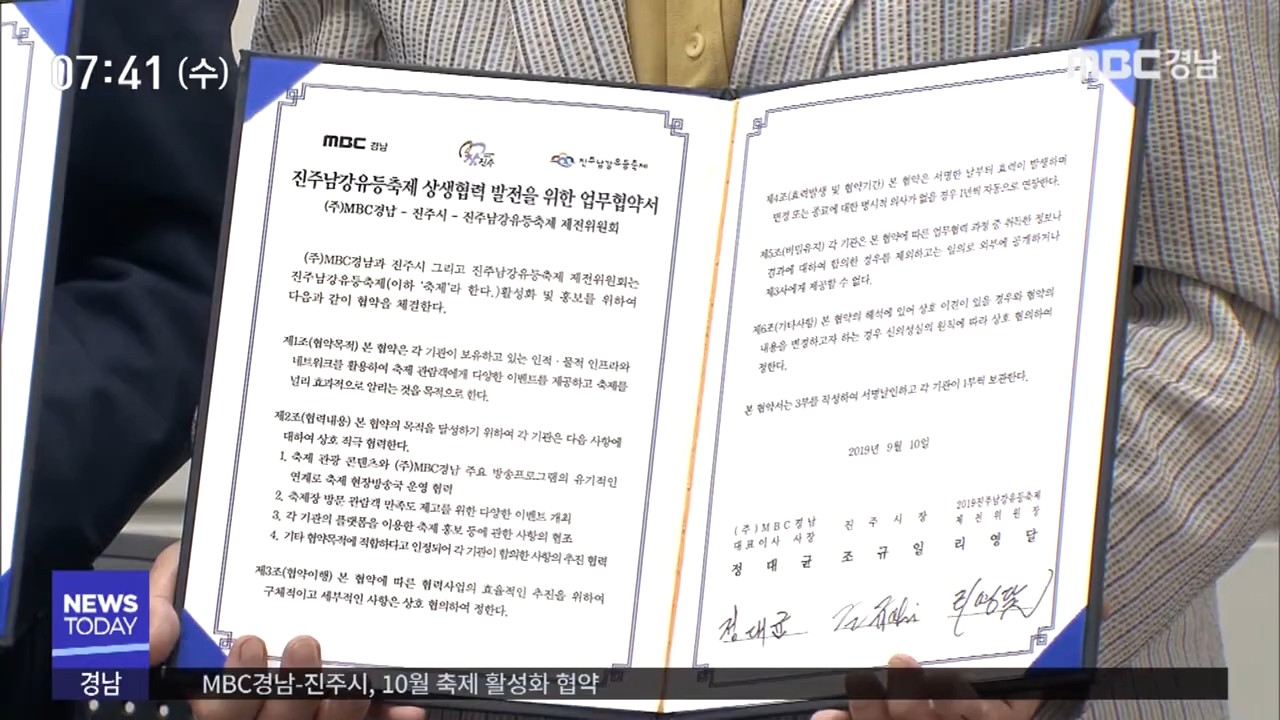 07:41 (수)
MBC경남
MBC 경남
진주
진주남강유등축제
진주남강유등축제 상생협력 발전을 위한 업무협약서
(주)MBC경남 - 진주시 - 진주남강유등축제 제전위원회
(주)MBC경남과 진주시 그리고 진주남강유등축제 제전위원회는
진주남강유등축제(이하 '축제'라 한다.)활성화 및 홍보를 위하여
다음과 같이 협약을 체결한다.
제1조(협약목적) 본 협약은 각 기관이 보유하고 있는 인적·물적 인프라와
네트워크를 활용하여 축제 관람객에게 다양한 이벤트를 제공하고 축제를
널리 효과적으로 알리는 것을 목적으로 한다.
제2조(협력내용) 본 협약의 목적을 달성하기 위하여 각 기관은 다음 사항에
대하여 상호 적극 협력한다.
1. 축제 관광 콘텐츠와 (주)MBC경남 주요 방송프로그램의 유기적인
연계로 축제 현장방송국 운영 협력
2. 축제장 방문 관람객 만족도 제고를 위한 다양한 이벤트 개최
3. 각 기관의 플랫폼을 이용한 축제 홍보 등에 관한 사항의 협조
4. 기타 협약목적에 적합하다고 인정되어 각 기관이 합의한 사항의 추진 협력
제3조(협약이행) 본 협약에 따른 협력사업의 효율적인 추진을 위하여
구체적이고 세부적인 사항은 상호 협의하여 정한다.
제4조(효력발생 및 협약기간) 본 협약은 서명한 날부터 효력이 발생하며
변경 또는 종료에 대한 명시적 의사가 없을 경우 1년씩 자동으로 연장한다.
제5조(비밀유지) 각 기관은 본 협약에 따른 업무협력 과정 중 취득한 정보나
결과에 대하여 합의한 경우를 제외하고는 임의로 외부에 공개하거나
제3자에게 제공할 수 없다.
제6조(기타사항) 본 협약의 해석에 있어 상호 이견이 있을 경우와 협약의
내용을 변경하고자 하는 경우 신의성실의 원칙에 따라 상호 협의하여
정한다.
본 협약서는 3부를 작성하여 서명날인하고 각 기관이 1부씩 보관한다.
2019년 9월 10일
(주)MBC경남 진주시장 2019진주남강유등축제
대표이사 사장 제전위원장
정대균 조규일 리영달
정대균 리영달
NEWS
TODAY
경남
MBC경남-진주시, 10월 축제 활성화 협약